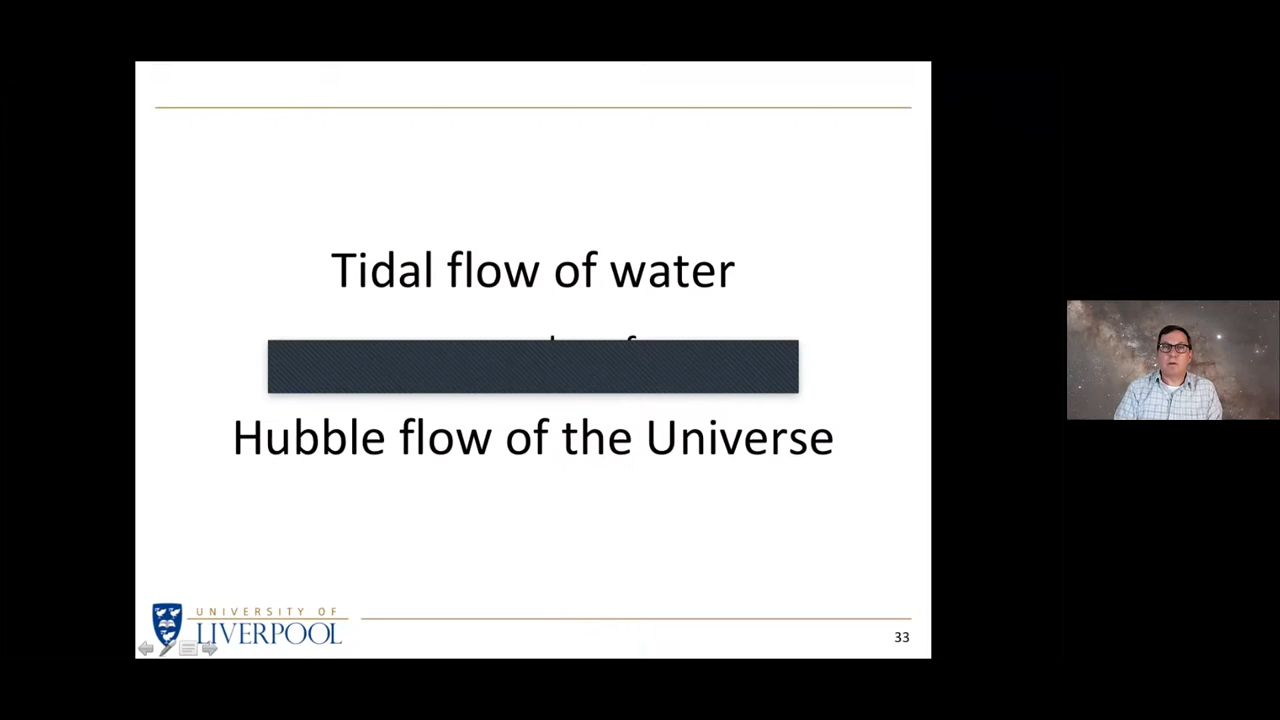 Tidal flow of water
Hubble flow of the Universe
UNIVERSITY OF
LIVERPOOL
33